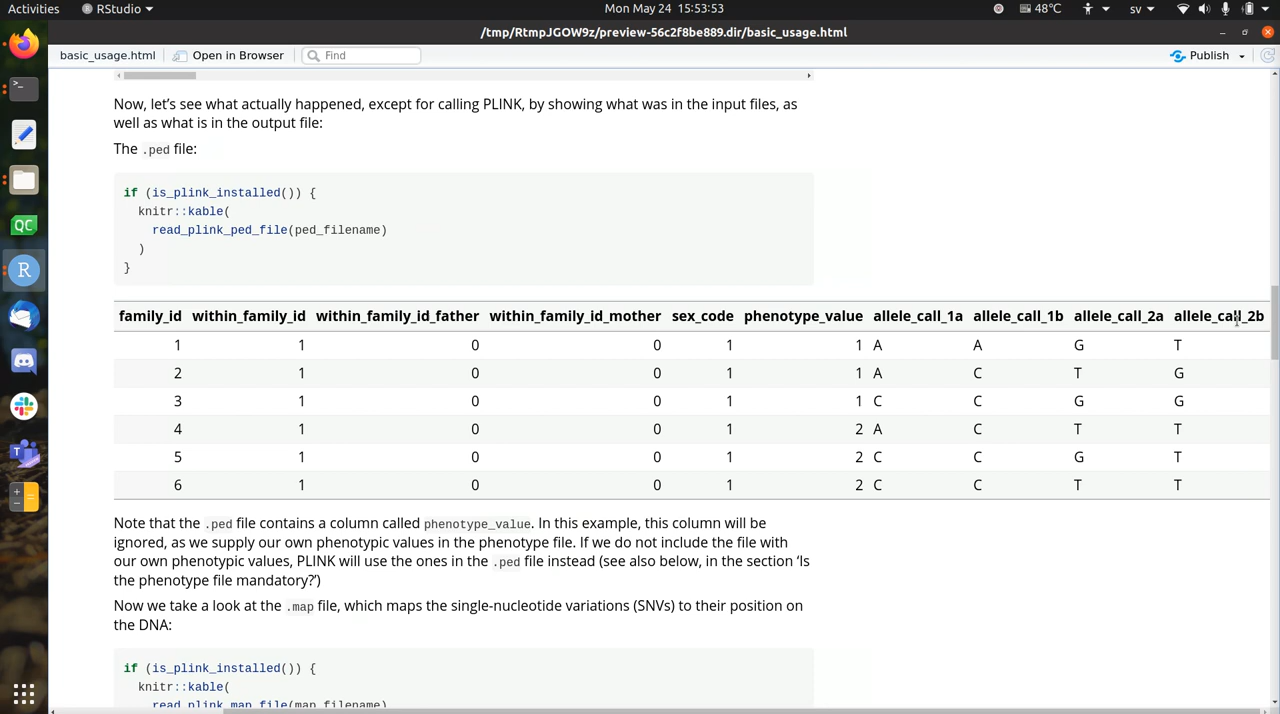 Activities RStudio Mon May 24 15:53:53 48°C sv
/tmp/RtmpJGOW9z/preview-56c2f8be889.dir/basic_usage.html
basic_usage.html Open in Browser Find Publish
Now, let's see what actually happened, except for calling PLINK, by showing what was in the input files, as
well as what is in the output file:
The .ped file:
if (is_plink_installed()) {
knitr::kable(
read_plink_ped_file(ped_filename)
)
}
family_id within_family_id within_family_id_father within_family_id_mother sex_code phenotype_value allele_call_1a allele_call_1b allele_call_2a allele_call_2b
1 1 0 0 1 1 A A G T
2 1 0 0 1 1 A C T G
3 1 0 0 1 1 C C G G
4 1 0 0 1 2 A C T T
5 1 0 0 1 2 C C G T
6 1 0 0 1 2 C C T T
Note that the .ped file contains a column called phenotype_value. In this example, this column will be
ignored, as we supply our own phenotypic values in the phenotype file. If we do not include the file with
our own phenotypic values, PLINK will use the ones in the .ped file instead (see also below, in the section ‘Is
the phenotype file mandatory?’)
Now we take a look at the .map file, which maps the single-nucleotide variations (SNVs) to their position on
the DNA:
if (is_plink_installed()) {
knitr::kable(
read_plink_map_file(map_filename)